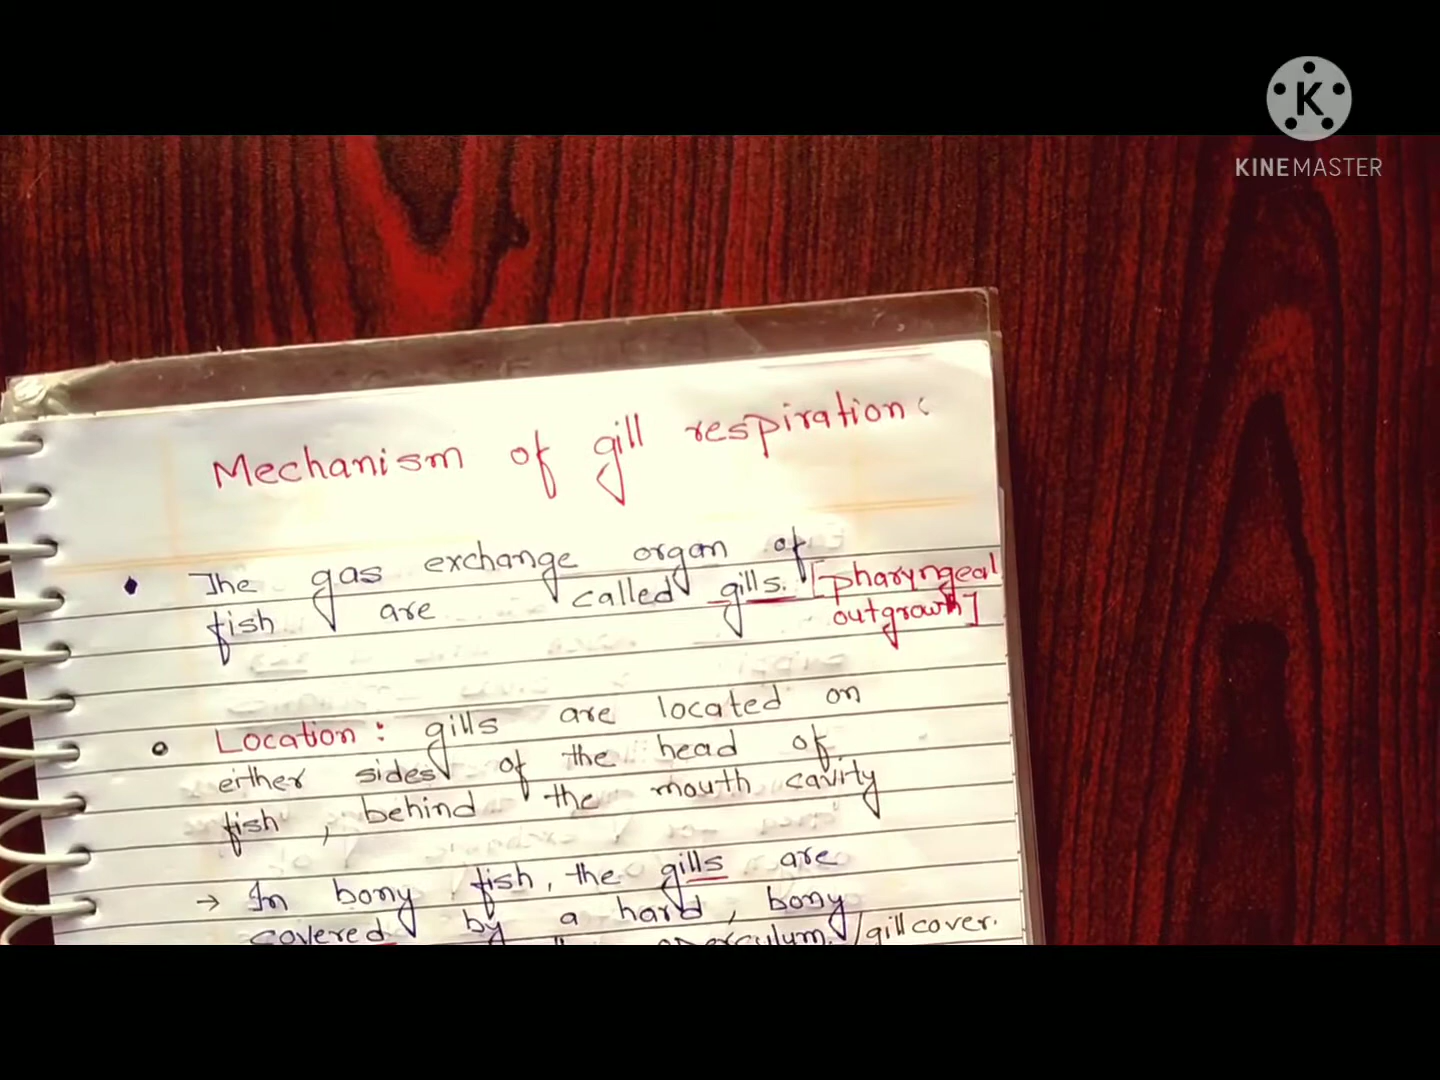 KINEMASTER
Mechanism of gill respiration:
The gas exchange organ of
fish are called gills. [pharyngeal
outgrowth]
Location: gills are located on
either sides of the head of
fish, behind the mouth cavity
→ In bony fish, the gills are
covered by a hard, bony
operculum/gill cover.